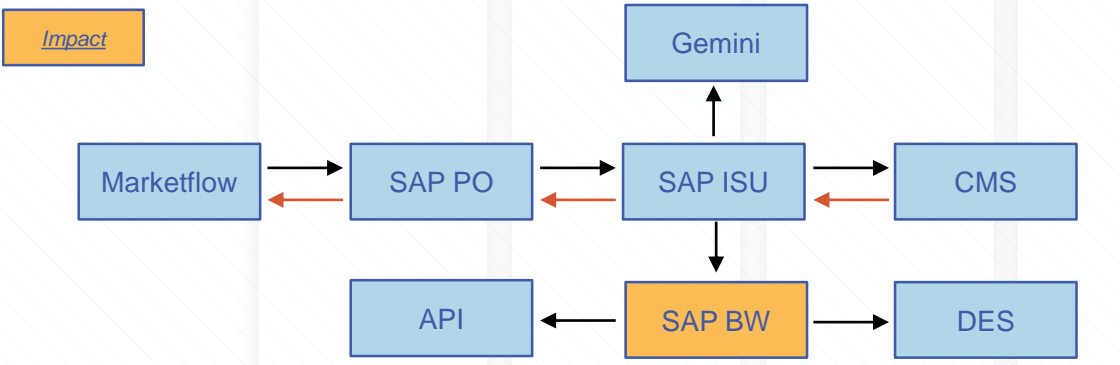 Impact
Gemini
Marketflow
SAP PO
SAP ISU
CMS
API
SAP BW
DES